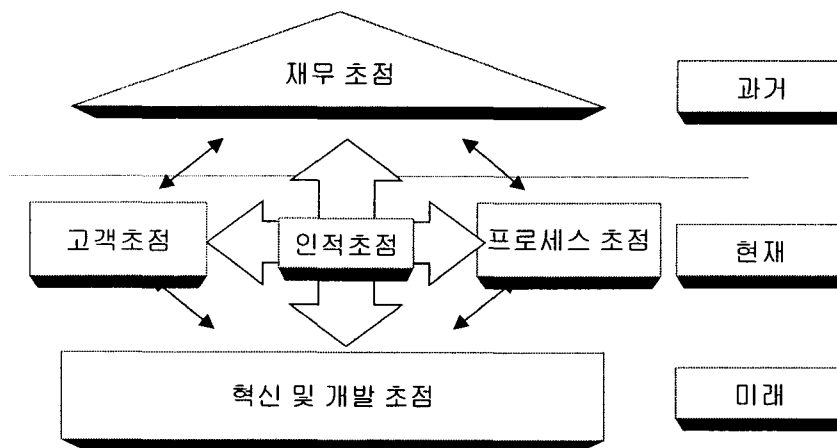 재무 초점
과거
고객초점
인적초점
프로세스 초점
현재
혁신 및 개발 초점
미래